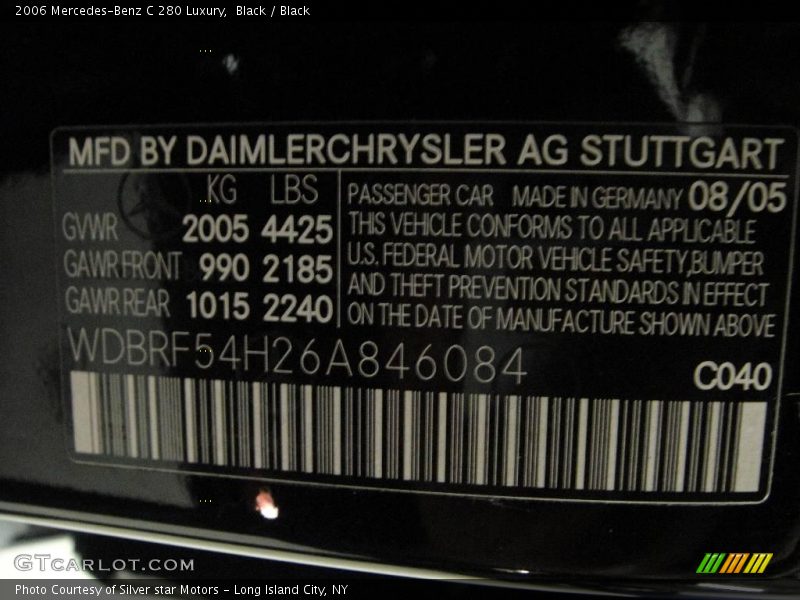 2006 Mercedes-Benz C 280 Luxury, Black / Black
MFD BY DAIMLERCHRYSLER AG STUTTGART
KG LBS
GVWR 2005 4425
GAWR FRONT 990 2185
GAWR REAR 1015 2240
PASSENGER CAR MADE IN GERMANY 08/05
THIS VEHICLE CONFORMS TO ALL APPLICABLE
U.S. FEDERAL MOTOR VEHICLE SAFETY,BUMPER
AND THEFT PREVENTION STANDARDS IN EFFECT
ON THE DATE OF MANUFACTURE SHOWN ABOVE
WDBRF54H26A846084
C040
GTCARLOT.COM
Photo Courtesy of Silver star Motors - Long Island City, NY